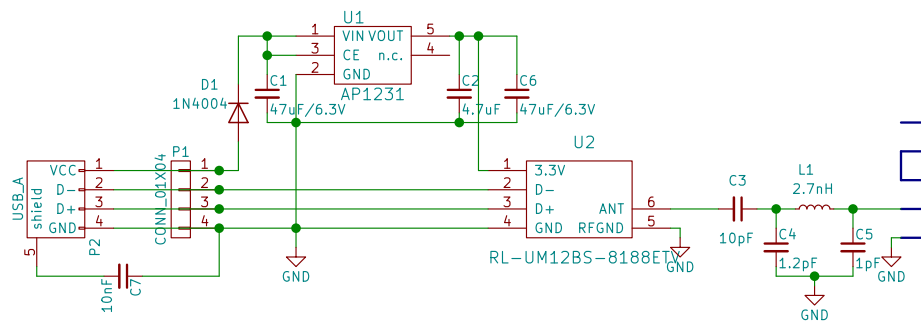 U1
1 VIN VOUT 5
3 CE n.c. 4
2 GND
AP1231
D1
1N4004
C1
47uF/6.3V
C2
4.7uF
C6
47uF/6.3V
USB_A
shield
VCC 1
D- 2
D+ 3
GND 4
5
P2
P1
CONN_01X04
1
2
3
4
10nF
C7
GND
U2
1 3.3V
2 D-
3 D+
4 GND
ANT 6
RFGND 5
RL-UM12BS-8188ETV
GND
C3
10pF
L1
2.7nH
C4
1.2pF
C5
1pF
GND
GND